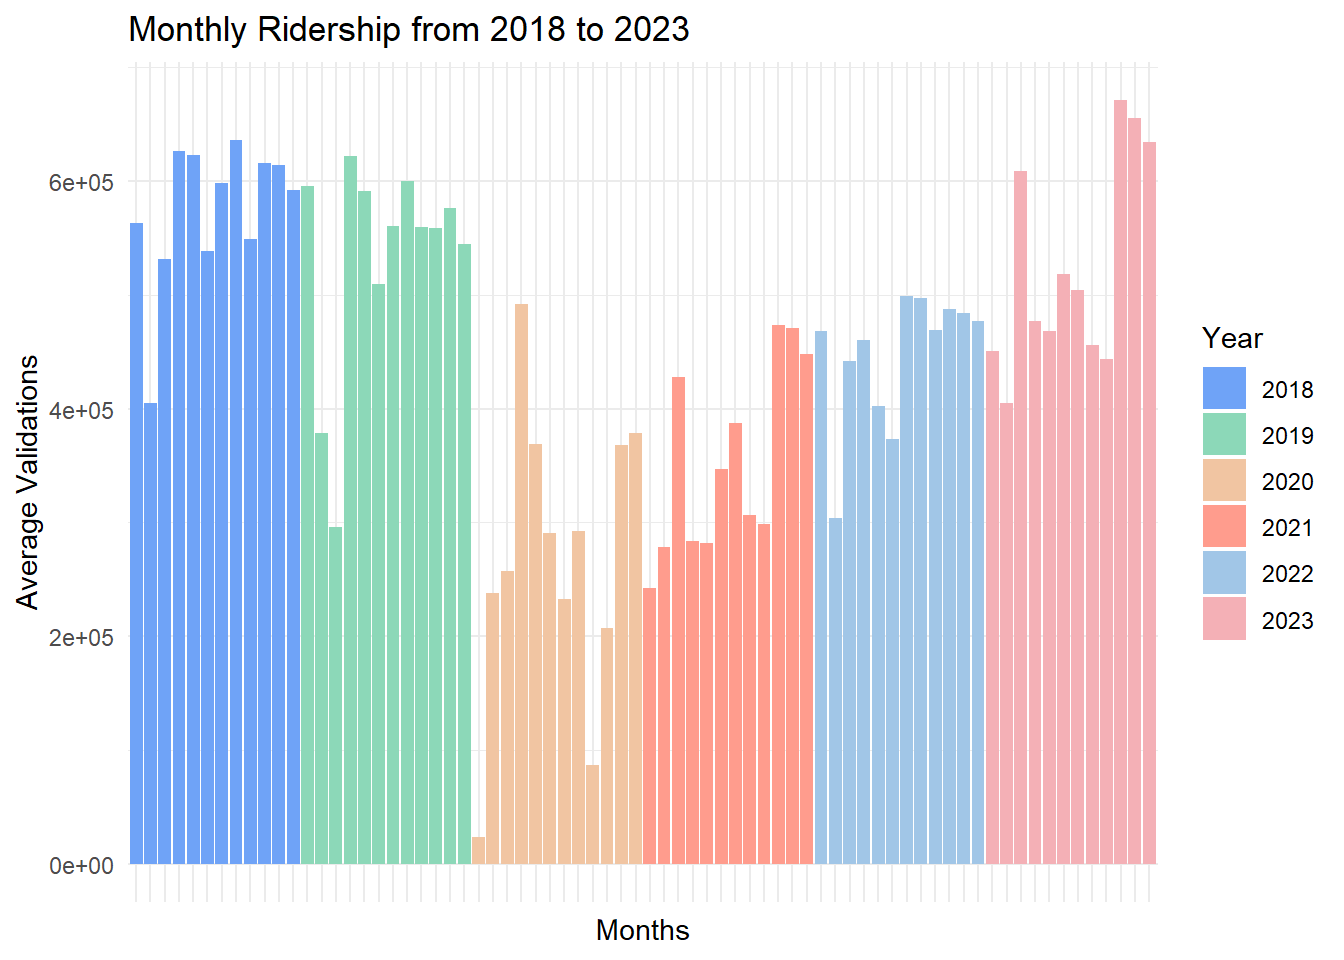 Monthly Ridership from 2018 to 2023
6e+05
4e+05
2e+05
0e+00
Average Validations
Months
Year
2018
2019
2020
2021
2022
2023